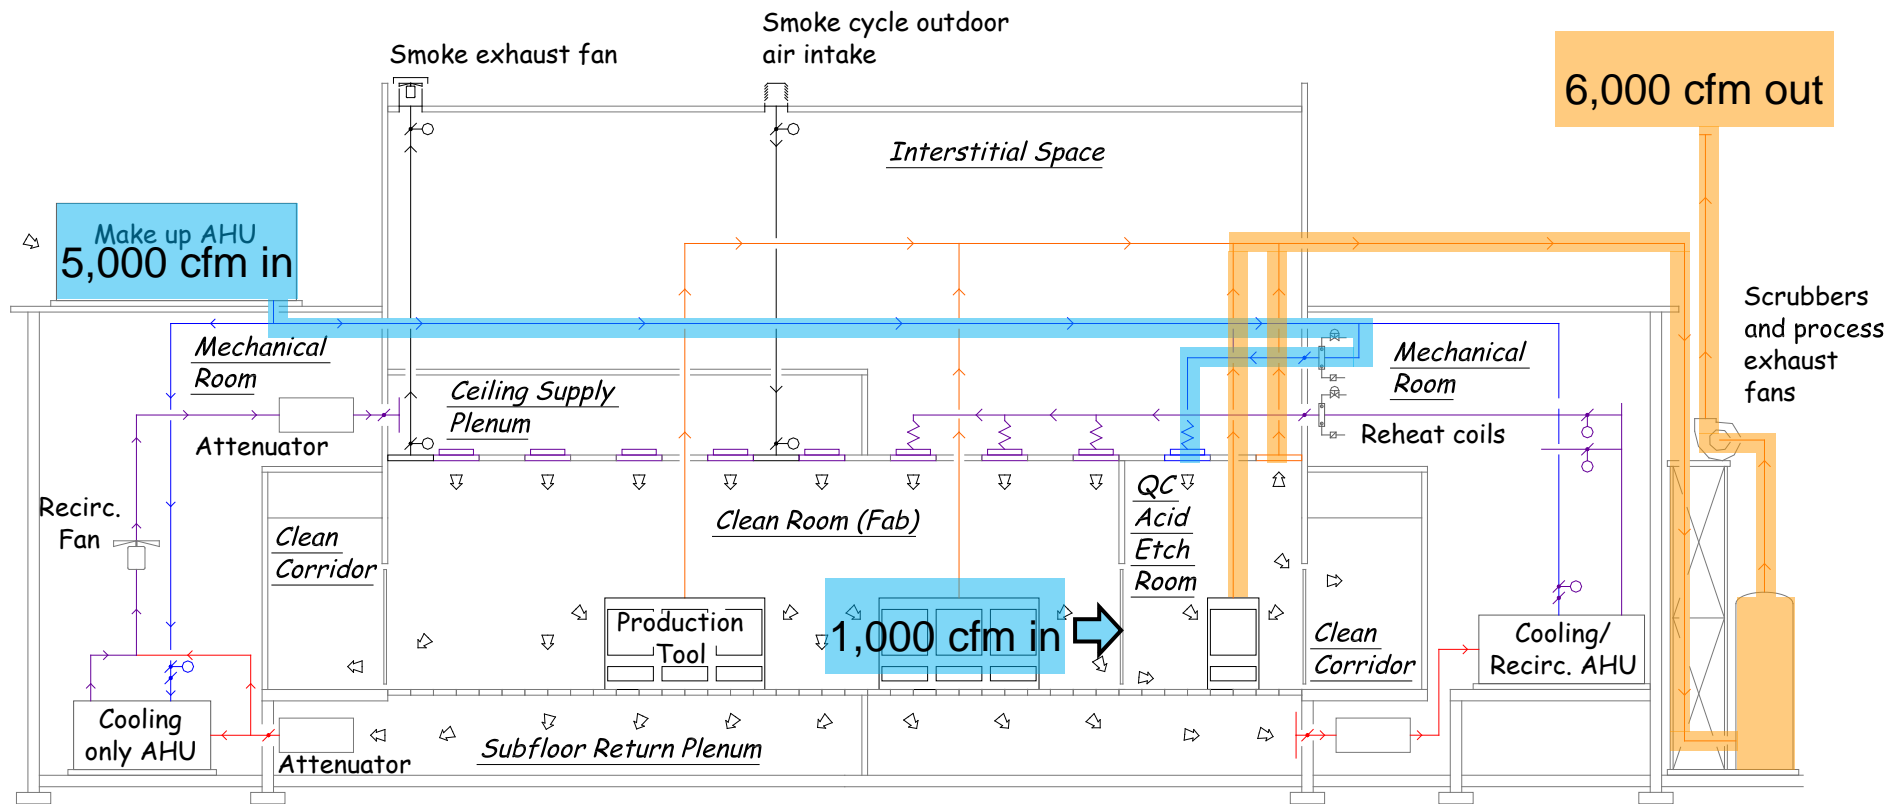 Smoke cycle outdoor
air intake
Smoke exhaust fan
6,000 cfm out
Interstitial Space
Make up AHU
5,000 cfm in
Scrubbers
and process
exhaust
fans
Mechanical
Room
Mechanical
Room
Ceiling Supply
Plenum
Attenuator
Reheat coils
Recirc.
Fan
Clean
Corridor
Clean Room (Fab)
QC
Acid
Etch
Room
Production
Tool
1,000 cfm in
Clean
Corridor
Cooling/
Recirc. AHU
Cooling
only AHU
Subfloor Return Plenum
Attenuator